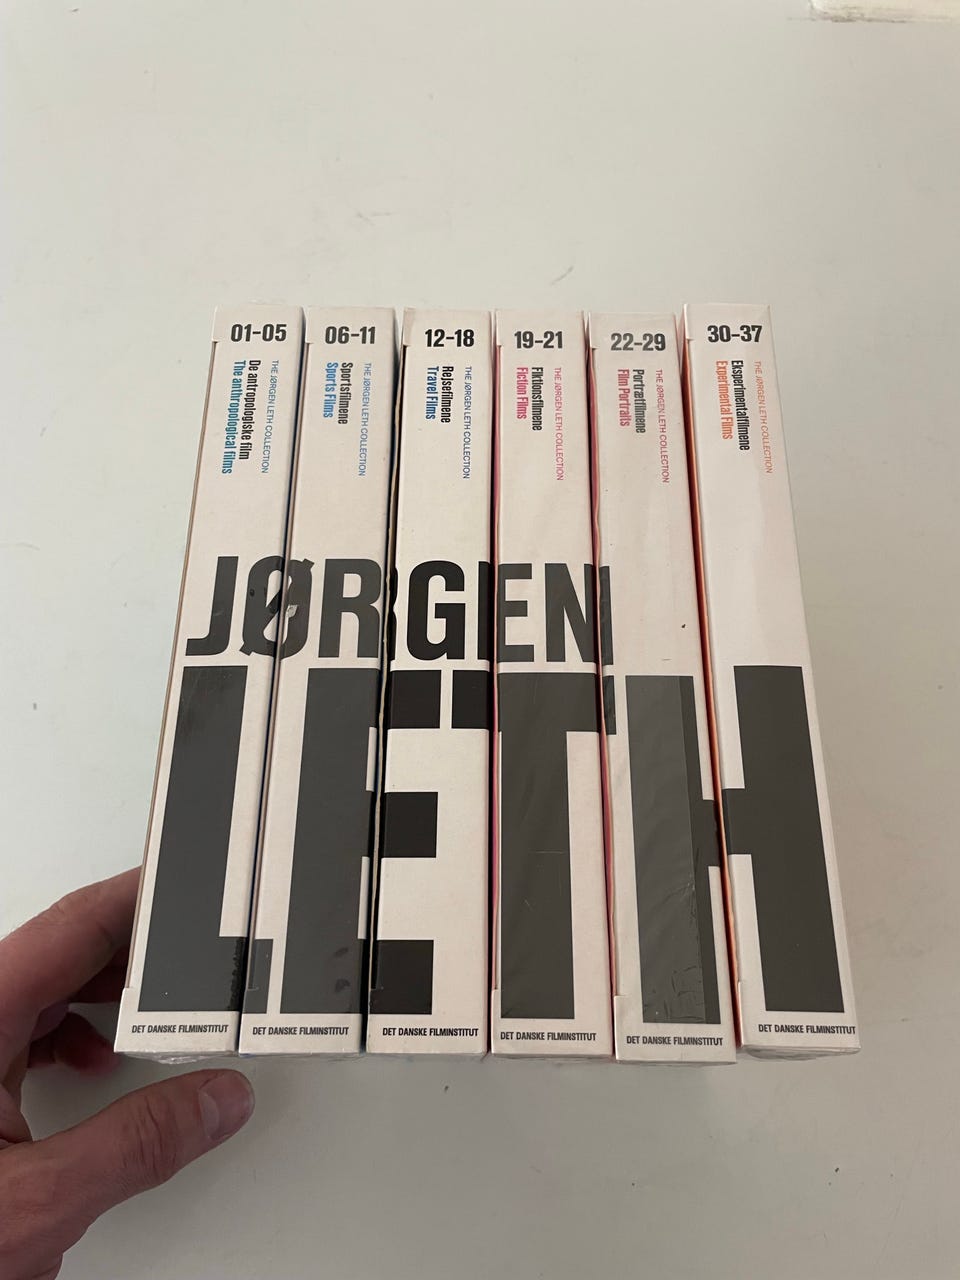 01-05
THE JØRGEN LETH COLLECTION
De antropologiske film
The anthropological films
06-11
THE JØRGEN LETH COLLECTION
Sportsfilmene
Sports Films
12-18
THE JØRGEN LETH COLLECTION
Rejsefilmene
Travel Films
19-21
THE JØRGEN LETH COLLECTION
Fiktionsfilmene
Fiction Films
22-29
THE JØRGEN LETH COLLECTION
Portrætfilmene
Film Portraits
30-37
THE JØRGEN LETH COLLECTION
Eksperimentalfilmene
Experimental Films
JØRGEN
LETH
DET DANSKE FILMINSTITUT
DET DANSKE FILMINSTITUT
DET DANSKE FILMINSTITUT
DET DANSKE FILMINSTITUT
DET DANSKE FILMINSTITUT
DET DANSKE FILMINSTITUT